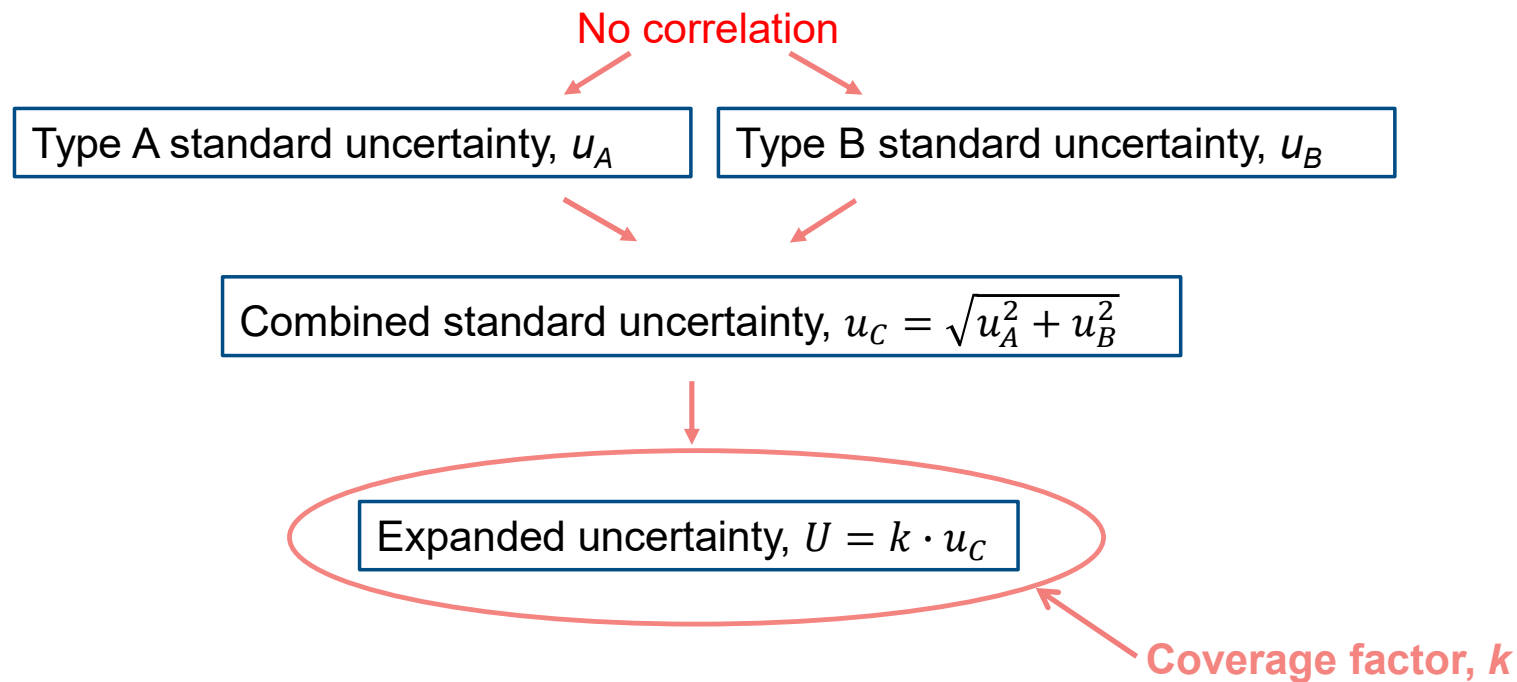 No correlation
Type A standard uncertainty, u_A
Type B standard uncertainty, u_B
Combined standard uncertainty, u_C = √(u_A^2 + u_B^2)
Expanded uncertainty, U = k · u_C
Coverage factor, k